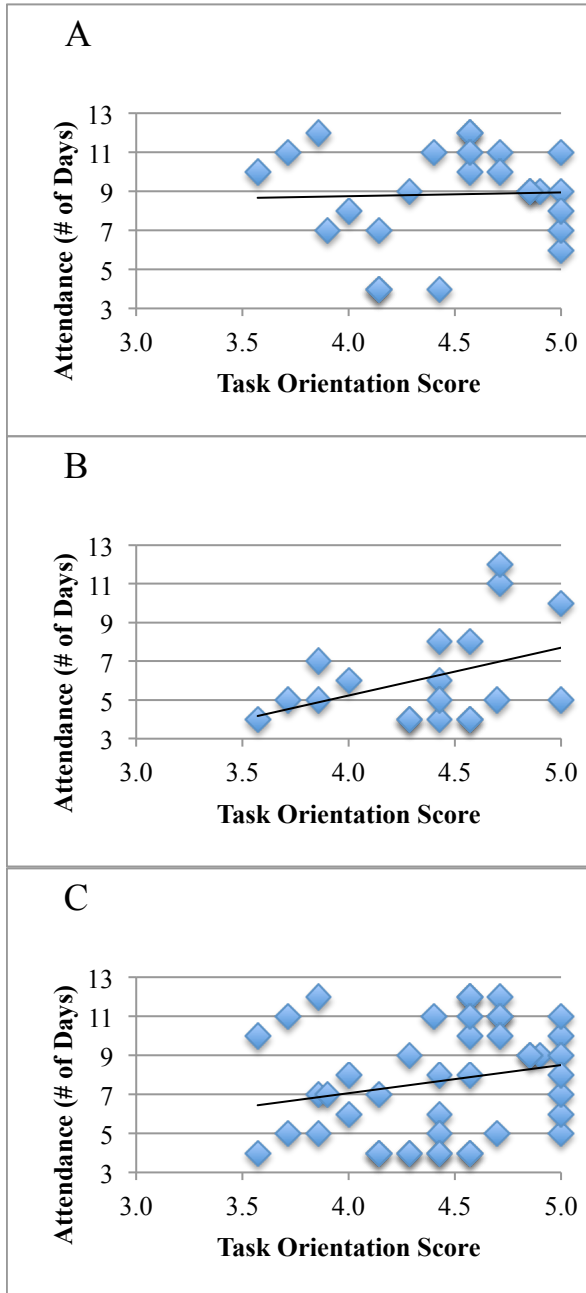 A
Attendance (# of Days)
13
11
9
7
5
3
3.0 3.5 4.0 4.5 5.0
Task Orientation Score
B
Attendance (# of Days)
13
11
9
7
5
3
3.0 3.5 4.0 4.5 5.0
Task Orientation Score
C
Attendance (# of Days)
13
11
9
7
5
3
3.0 3.5 4.0 4.5 5.0
Task Orientation Score